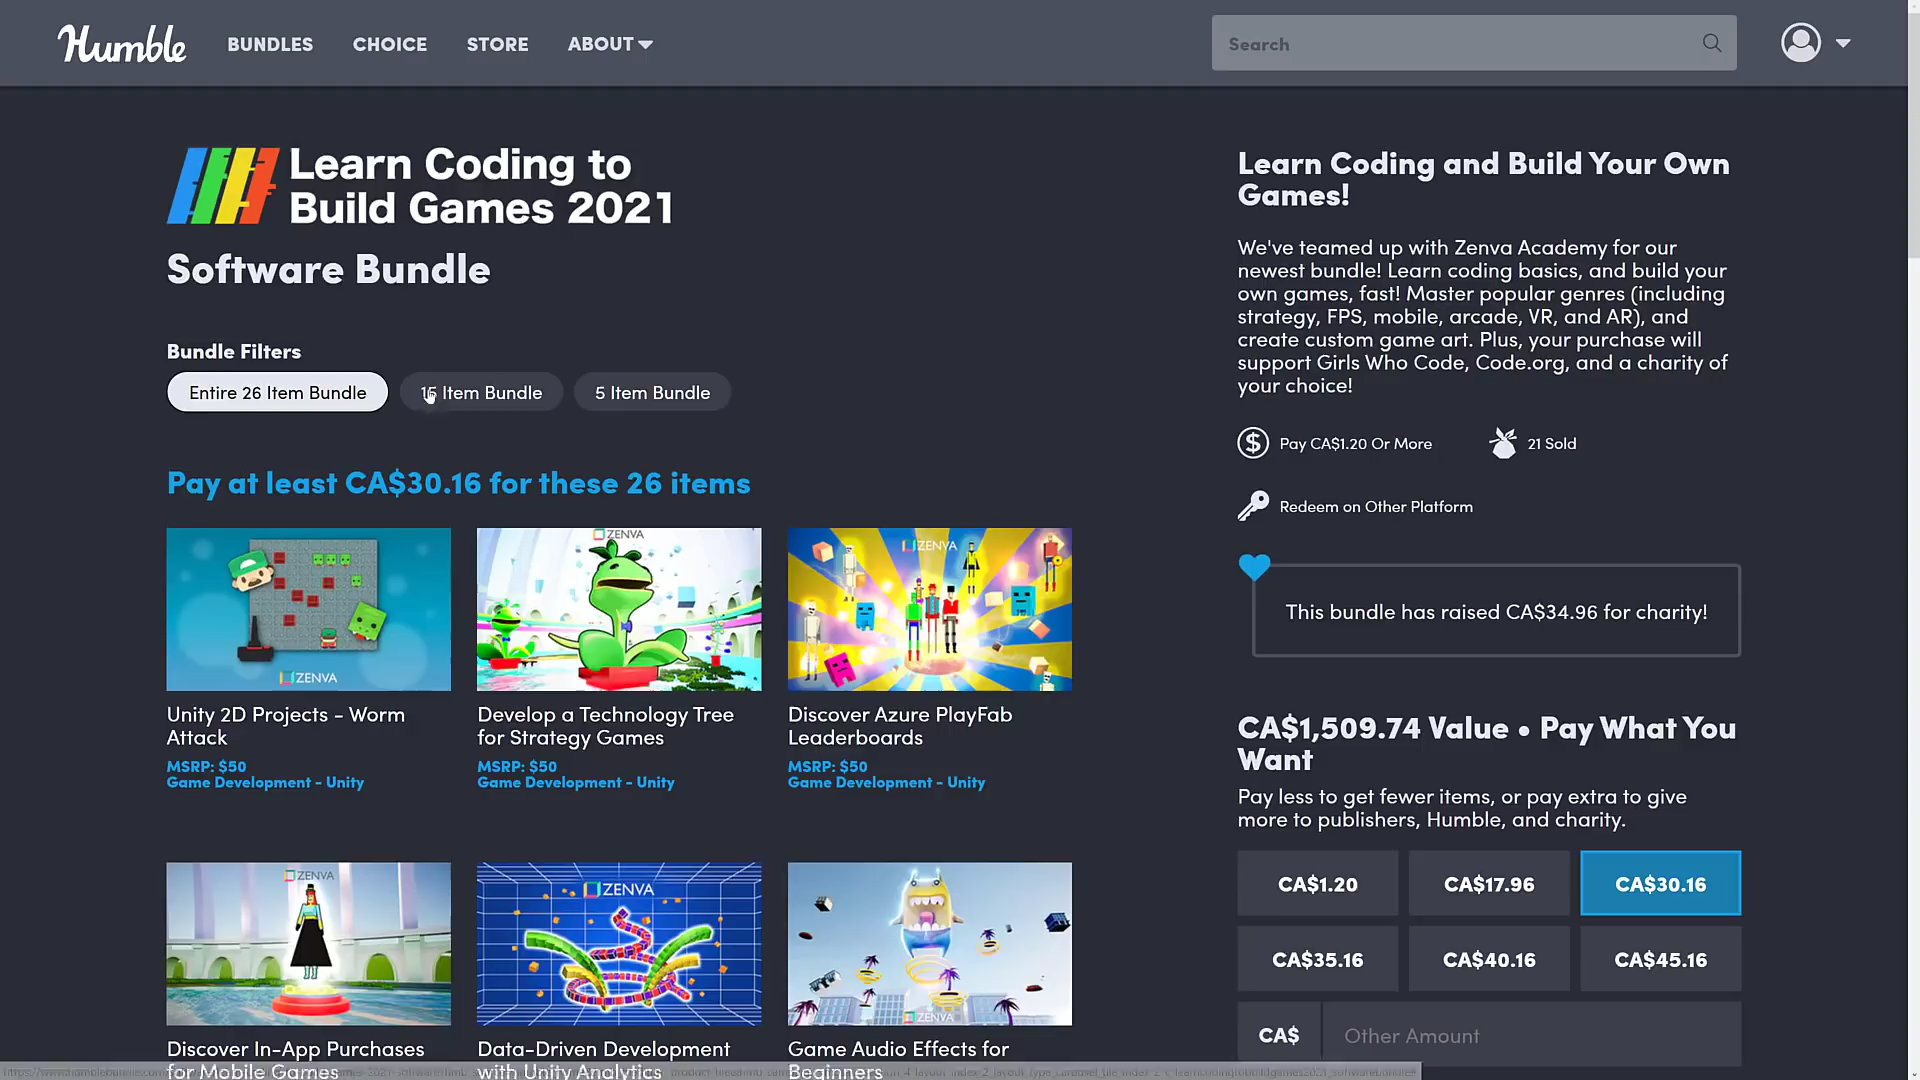 Humble BUNDLES CHOICE STORE ABOUT Search
Learn Coding to
Build Games 2021
Software Bundle
Bundle Filters
Entire 26 Item Bundle Item Bundle 5 Item Bundle
Pay at least CA$30.16 for these 26 items
ZENVA
ZENVA
ZENVA
Unity 2D Projects - Worm
Attack
MSRP: $50
Game Development - Unity
Develop a Technology Tree
for Strategy Games
MSRP: $50
Game Development - Unity
Discover Azure PlayFab
Leaderboards
MSRP: $50
Game Development - Unity
ZENVA
ZENVA
ZENVA
Discover In-App Purchases
for Mobile Games
Data-Driven Development
with Unity Analytics
Game Audio Effects for
Beginners
Learn Coding and Build Your Own
Games!
We've teamed up with Zenva Academy for our
newest bundle! Learn coding basics, and build your
own games, fast! Master popular genres (including
strategy, FPS, mobile, arcade, VR, and AR), and
create custom game art. Plus, your purchase will
support Girls Who Code, Code.org, and a charity of
your choice!
Pay CA$1.20 Or More
21 Sold
Redeem on Other Platform
This bundle has raised CA$34.96 for charity!
CA$1,509.74 Value • Pay What You
Want
Pay less to get fewer items, or pay extra to give
more to publishers, Humble, and charity.
CA$1.20 CA$17.96 CA$30.16
CA$35.16 CA$40.16 CA$45.16
CA$ Other Amount